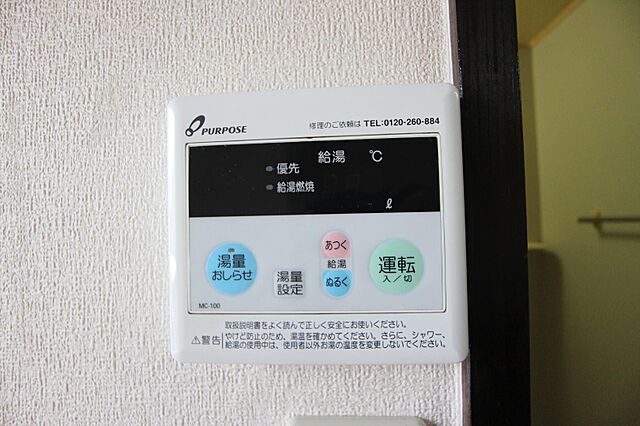 PURPOSE
修理のご依頼は TEL:0120-260-884
給湯 ℃
優先
給湯燃焼
ℓ
湯量
おしらせ
湯量
設定
あつく
給湯
ぬるく
運転
入／切
MC-100
取扱説明書をよく読んで正しく安全にお使いください。
⚠警告
やけど防止のため、湯温を確かめてください。さらに、シャワー、
給湯の使用中は、使用者以外お湯の温度を変更しないでください。